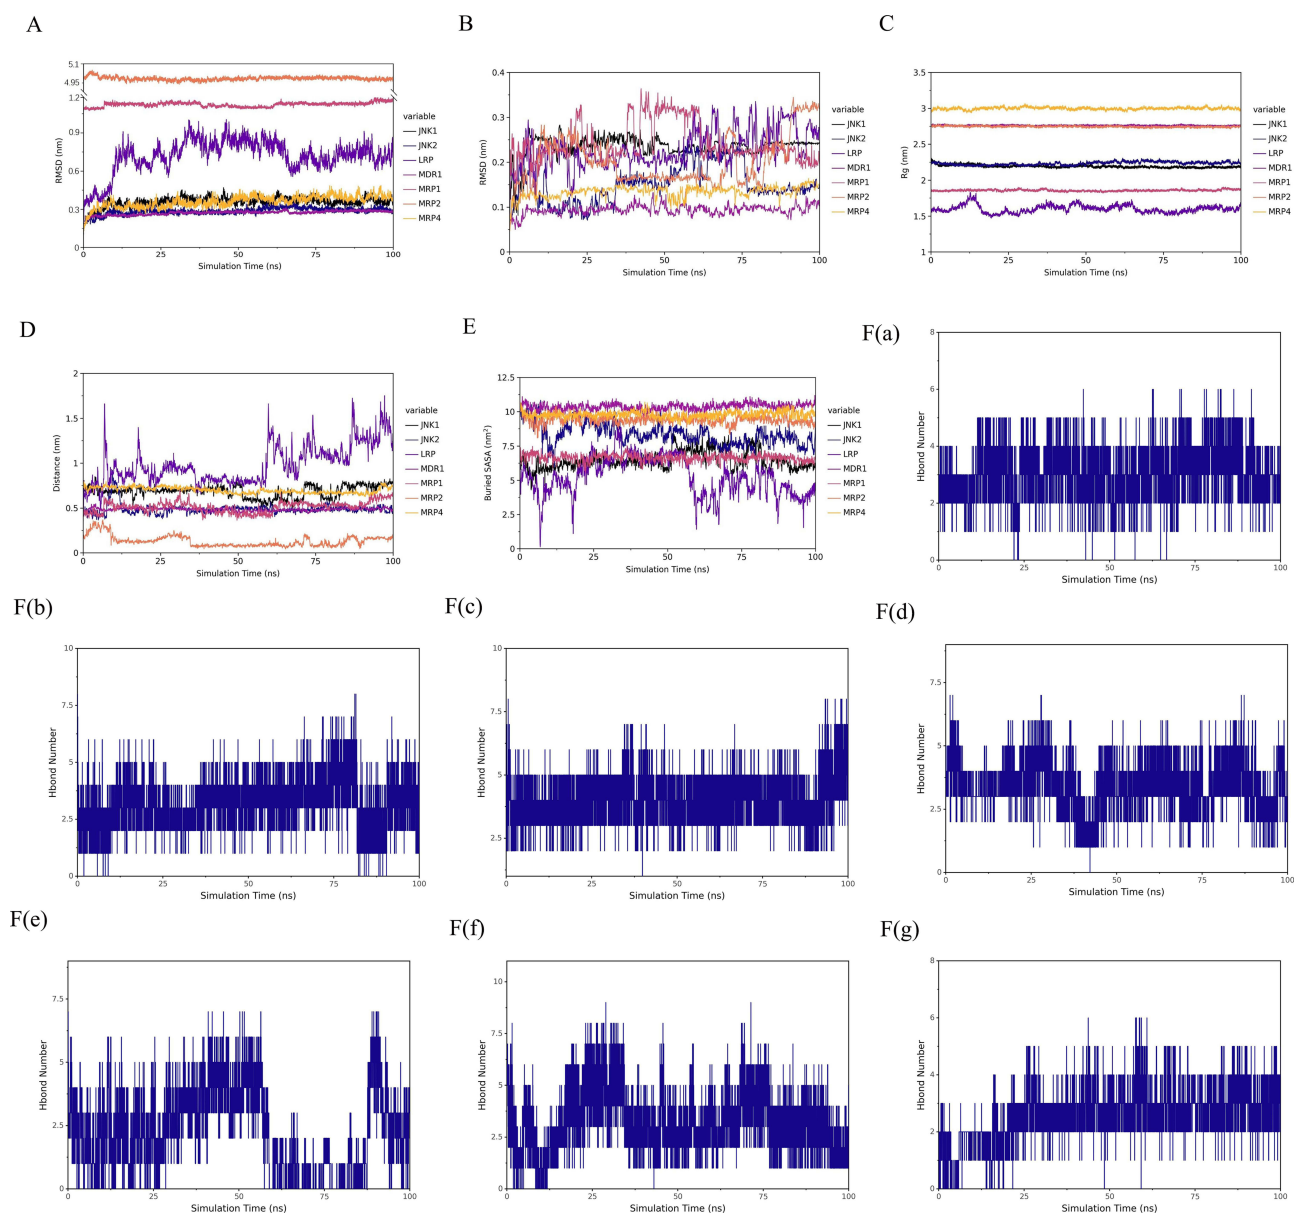 A
5.1
4.95
1.2
0.9
0.6
0.3
0
RMSD (nm)
0 25 50 75 100
Simulation Time (ns)
variable
JNK1
JNK2
LRP
MDR1
MRP1
MRP2
MRP4
B
0.4
0.3
0.2
0.1
0
RMSD (nm)
0 25 50 75 100
Simulation Time (ns)
variable
JNK1
JNK2
LRP
MDR1
MRP1
MRP2
MRP4
C
3.5
3
2.5
2
1.5
1
Rg (nm)
0 25 50 75 100
Simulation Time (ns)
variable
JNK1
JNK2
LRP
MDR1
MRP1
MRP2
MRP4
D
2
1.5
1
0.5
0
Distance (nm)
0 25 50 75 100
Simulation Time (ns)
variable
JNK1
JNK2
LRP
MDR1
MRP1
MRP2
MRP4
E
12.5
10
7.5
5
2.5
0
Buried SASA (nm²)
0 25 50 75 100
Simulation Time (ns)
variable
JNK1
JNK2
LRP
MDR1
MRP1
MRP2
MRP4
F(a)
8
6
4
2
0
Hbond Number
0 25 50 75 100
Simulation Time (ns)
F(b)
10
7.5
5
2.5
0
Hbond Number
0 25 50 75 100
Simulation Time (ns)
F(c)
10
7.5
5
2.5
Hbond Number
0 25 50 75 100
Simulation Time (ns)
F(d)
7.5
5
2.5
0
Hbond Number
0 25 50 75 100
Simulation Time (ns)
F(e)
7.5
5
2.5
0
Hbond Number
0 25 50 75 100
Simulation Time (ns)
F(f)
10
7.5
5
2.5
0
Hbond Number
0 25 50 75 100
Simulation Time (ns)
F(g)
8
6
4
2
0
Hbond Number
0 25 50 75 100
Simulation Time (ns)